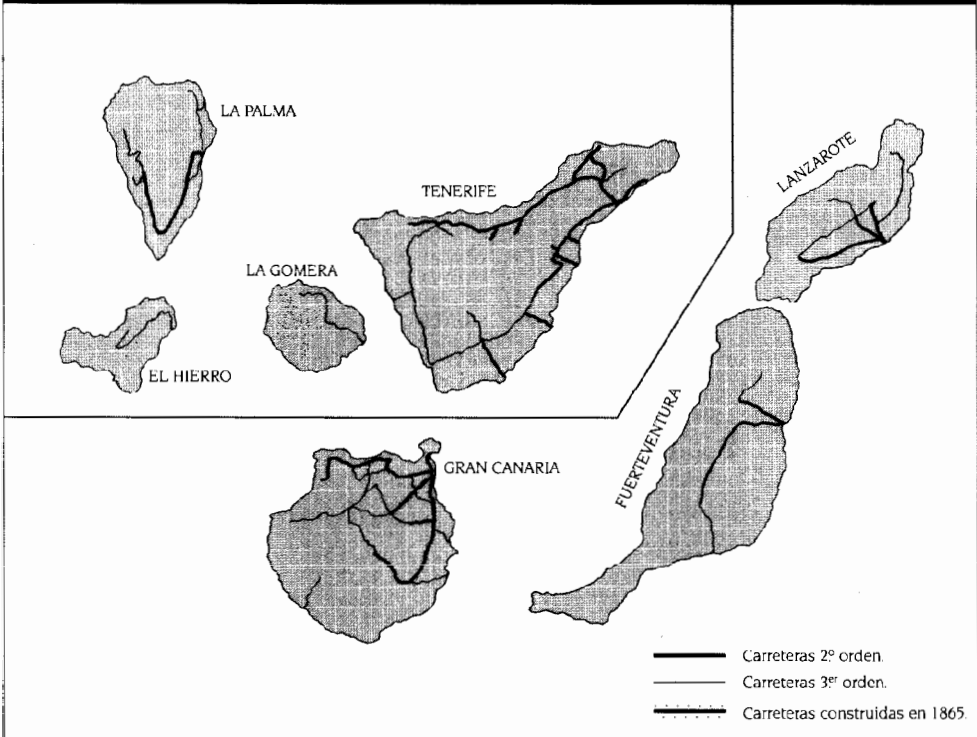 LA PALMA
TENERIFE
LANZAROTE
LA GOMERA
EL HIERRO
FUERTEVENTURA
GRAN CANARIA
Carreteras 2º orden.
Carreteras 3er orden.
Carreteras construidas en 1865.